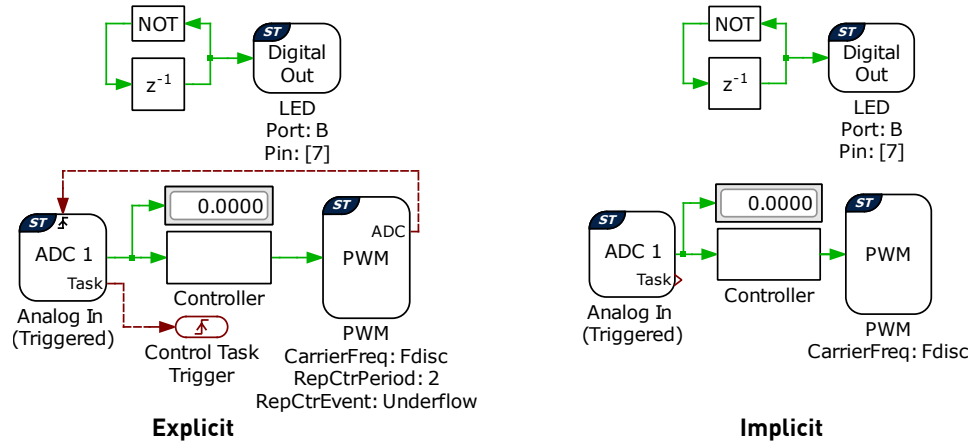 NOT
z-1
ST
Digital
Out
LED
Port: B
Pin: [7]
ST
ADC 1
Task
Analog In
(Triggered)
0.0000
Controller
Control Task
Trigger
ST
ADC
PWM
PWM
CarrierFreq: Fdisc
RepCtrPeriod: 2
RepCtrEvent: Underflow
Explicit
NOT
z-1
ST
Digital
Out
LED
Port: B
Pin: [7]
ST
ADC 1
Task
Analog In
(Triggered)
0.0000
Controller
ST
PWM
PWM
CarrierFreq: Fdisc
Implicit